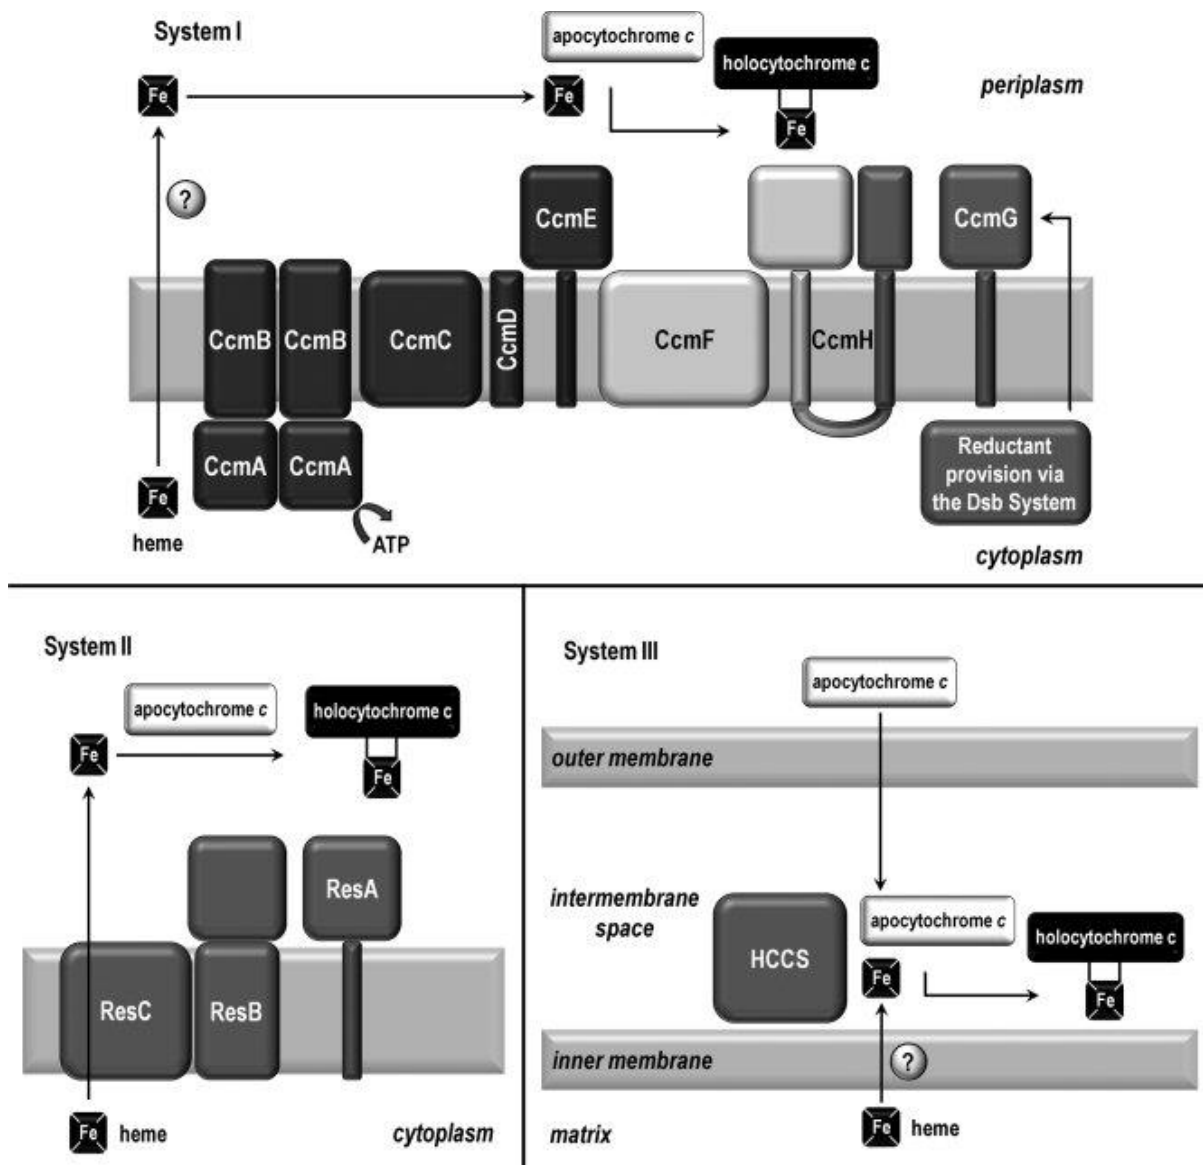 System I
apocytochrome c
holocytochrome c
periplasm
Fe
Fe
Fe
?
CcmE
CcmG
CcmB
CcmB
CcmC
CcmD
CcmF
CcmH
CcmA
CcmA
Reductant
provision via
the Dsb System
Fe
heme
ATP
cytoplasm
System II
apocytochrome c
holocytochrome c
Fe
Fe
ResA
ResC
ResB
Fe
heme
cytoplasm
System III
apocytochrome c
outer membrane
intermembrane
space
HCCS
apocytochrome c
holocytochrome c
Fe
Fe
inner membrane
?
matrix
Fe
heme